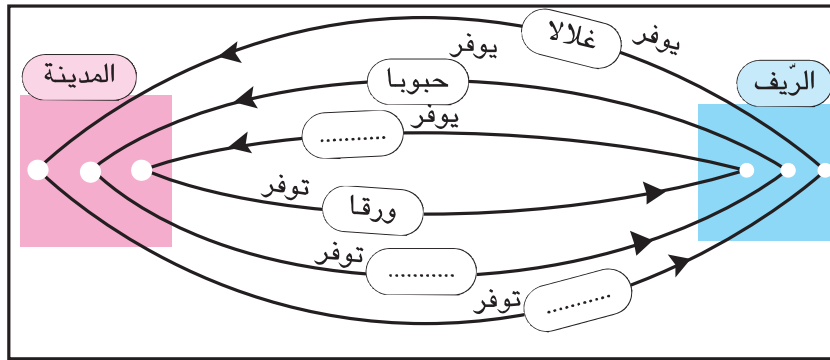 يوفر غلالا
يوفر
المدينة
حبوبا
الرّيف
يوفر
...........
توفر
ورقا
توفر
...........
توفر
...........